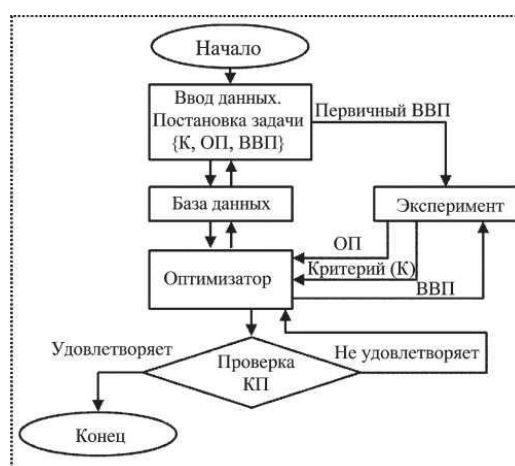 Начало
Ввод данных.
Постановка задачи
{К, ОП, ВВП}
Первичный ВВП
База данных
Эксперимент
ОП
Критерий (К)
ВВП
Оптимизатор
Удовлетворяет
Проверка
КП
Не удовлетворяет
Конец